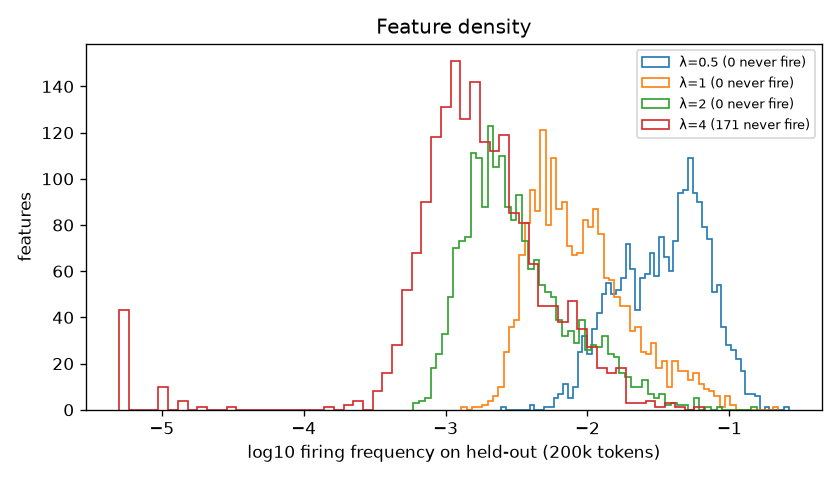 Feature density
λ=0.5 (0 never fire)
λ=1 (0 never fire)
λ=2 (0 never fire)
λ=4 (171 never fire)
features
140
120
100
80
60
40
20
0
−5
−4
−3
−2
−1
log10 firing frequency on held-out (200k tokens)